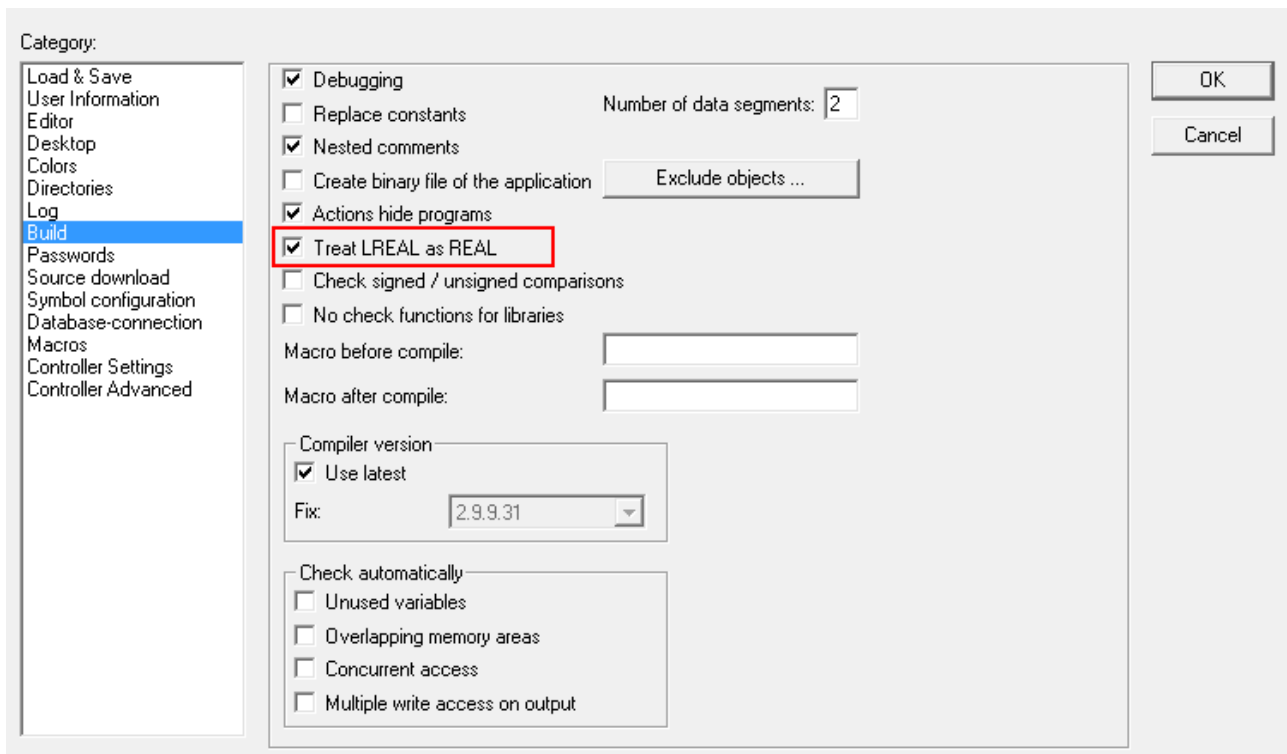 Category:
Load & Save
User Information
Editor
Desktop
Colors
Directories
Log
Build
Passwords
Source download
Symbol configuration
Database-connection
Macros
Controller Settings
Controller Advanced
Debugging
Replace constants
Number of data segments: 2
Nested comments
Create binary file of the application
Exclude objects ...
Actions hide programs
Treat LREAL as REAL
Check signed / unsigned comparisons
No check functions for libraries
Macro before compile:
Macro after compile:
Compiler version
Use latest
Fix: 2.9.9.31
Check automatically
Unused variables
Overlapping memory areas
Concurrent access
Multiple write access on output
OK
Cancel